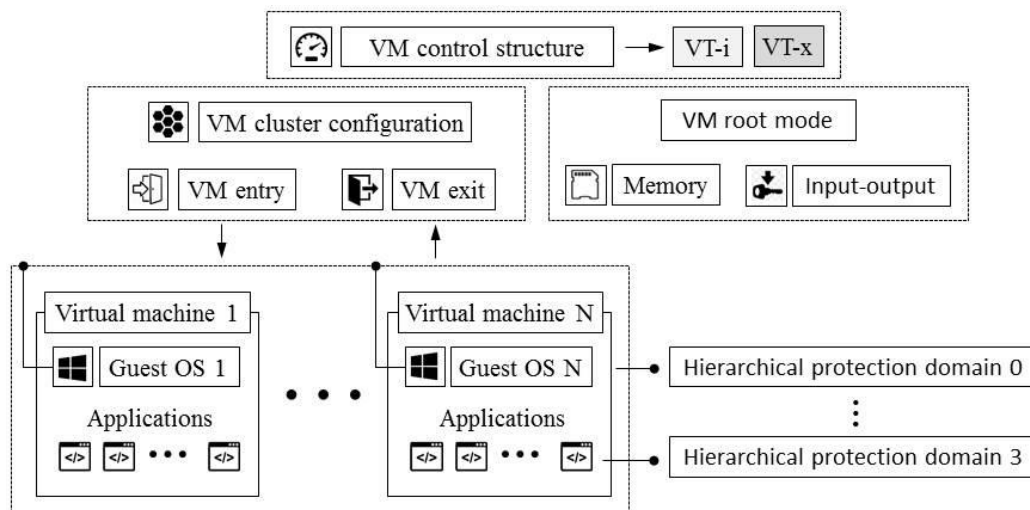 VM control structure
VT-i
VT-x
VM cluster configuration
VM entry
VM exit
VM root mode
Memory
Input-output
Virtual machine 1
Guest OS 1
Applications
</>
</>
•••
</>
• • •
Virtual machine N
Guest OS N
Applications
</>
</>
•••
</>
Hierarchical protection domain 0
Hierarchical protection domain 3